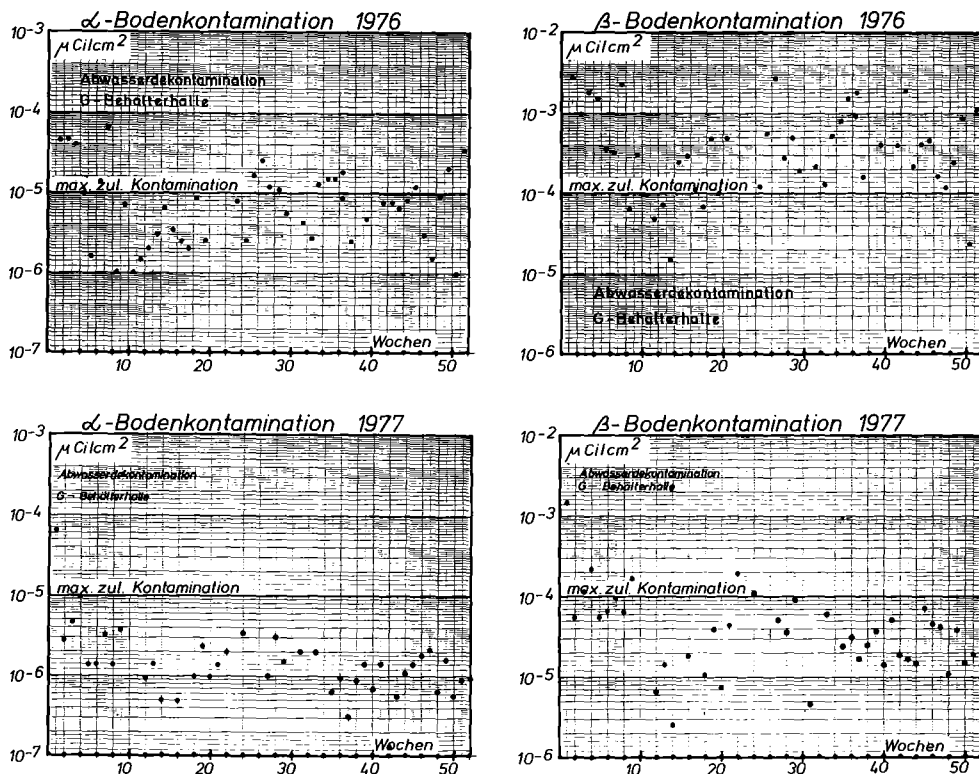 α-Bodenkontamination 1976
μCi/cm²
Abwasserdekontamination
G-Behälterhalle
max. zul. Kontamination
Wochen
10⁻³
10⁻⁴
10⁻⁵
10⁻⁶
10⁻⁷
10 20 30 40 50
β-Bodenkontamination 1976
μCi/cm²
max. zul. Kontamination
Abwasserdekontamination
G-Behälterhalle
Wochen
10⁻²
10⁻³
10⁻⁴
10⁻⁵
10⁻⁶
10 20 30 40 50
α-Bodenkontamination 1977
μCi/cm²
Abwasserdekontamination
G-Behälterhalle
max. zul. Kontamination
Wochen
10⁻³
10⁻⁴
10⁻⁵
10⁻⁶
10⁻⁷
10 20 30 40 50
β-Bodenkontamination 1977
μCi/cm²
Abwasserdekontamination
G-Behälterhalle
max. zul. Kontamination
Wochen
10⁻²
10⁻³
10⁻⁴
10⁻⁵
10⁻⁶
10 20 30 40 50